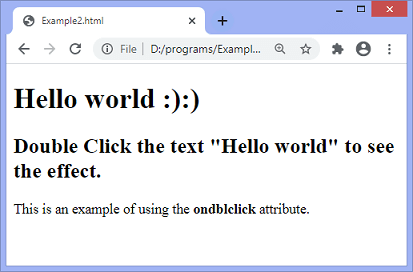 Example2.html
File | D:/programs/Exampl...
Hello world :):)
Double Click the text "Hello world" to see
the effect.
This is an example of using the ondblclick attribute.